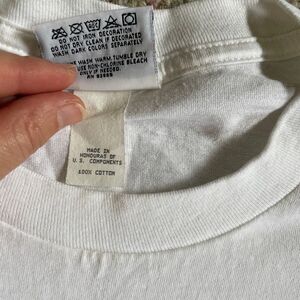 DO NOT IRON DECORATION
DO NOT DRY CLEAN IF DECORATED
WASH DARK COLORS SEPARATELY
WASH WARM TUMBLE DRY
USE NON-CHLORINE BLEACH
ONLY IF NEEDED.
RN
MADE IN
HONDURAS OF
U.S. COMPONENTS
100% COTTON